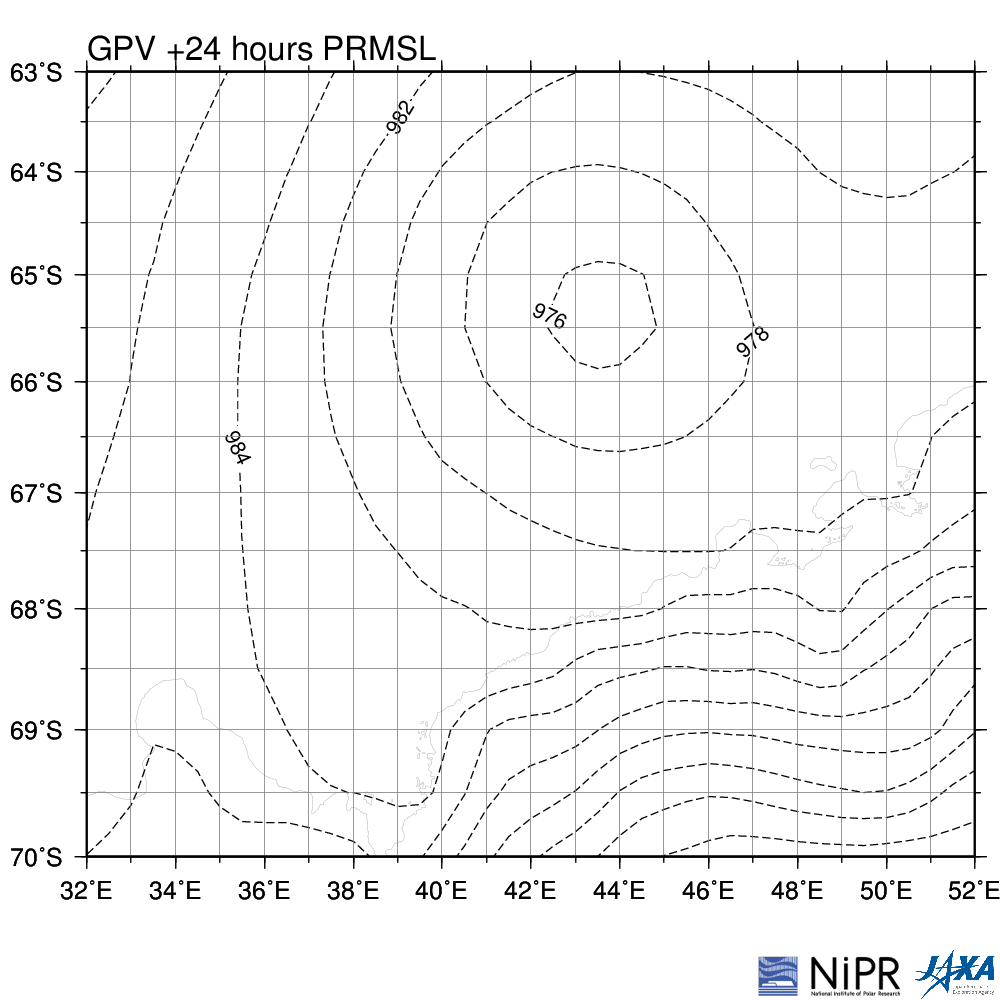 GPV +24 hours PRMSL
63°S
64°S
65°S
66°S
67°S
68°S
69°S
70°S
982
976
978
984
32°E 34°E 36°E 38°E 40°E 42°E 44°E 46°E 48°E 50°E 52°E
NiPR
National Institute of Polar Research
JAXA
Japan Aerospace
Exploration Agency